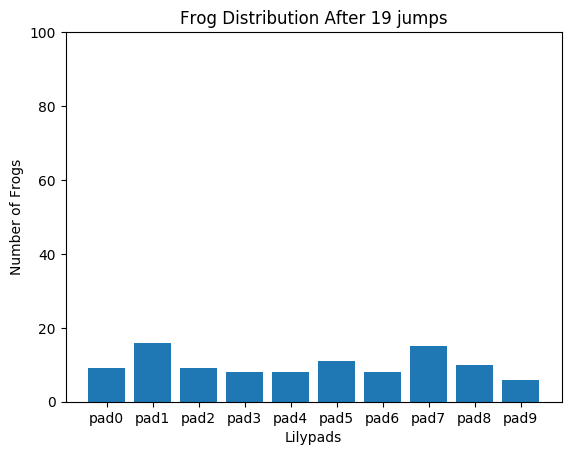 Frog Distribution After 19 jumps
100
80
60
40
20
0
Number of Frogs
pad0 pad1 pad2 pad3 pad4 pad5 pad6 pad7 pad8 pad9
Lilypads